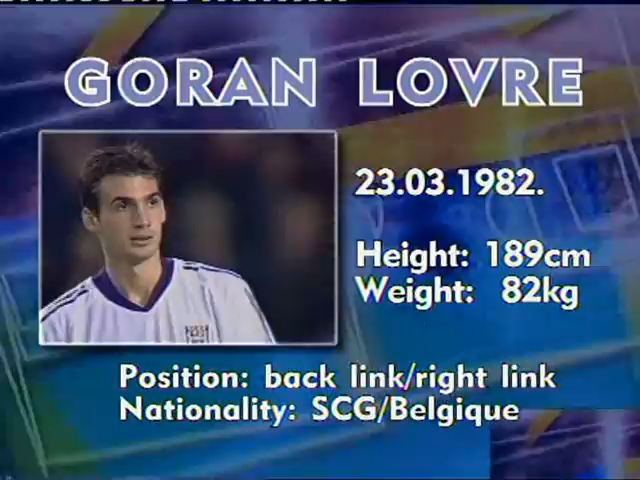 GORAN LOVRE
23.03.1982.
Height: 189cm
Weight: 82kg
Position: back link/right link
Nationality: SCG/Belgique